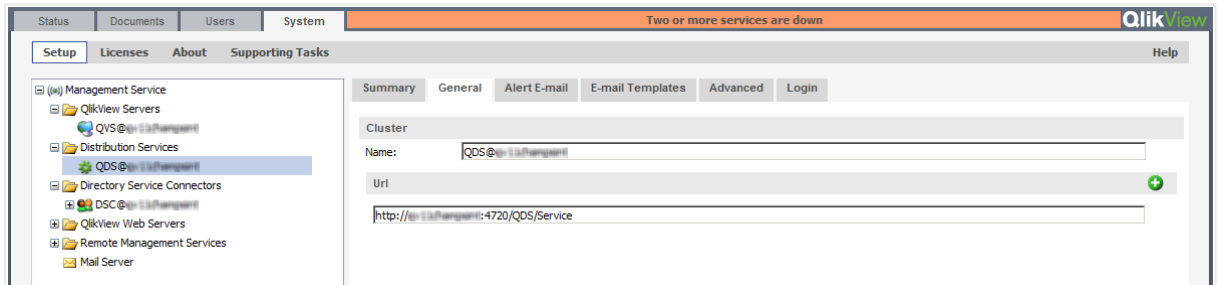 Status Documents Users System Two or more services are down QlikView
Setup Licenses About Supporting Tasks Help
Management Service
QlikView Servers
QVS@
Distribution Services
QDS@
Directory Service Connectors
DSC@
QlikView Web Servers
Remote Management Services
Mail Server
Summary General Alert E-mail E-mail Templates Advanced Login
Cluster
Name: QDS@
Url
http:// :4720/QDS/Service